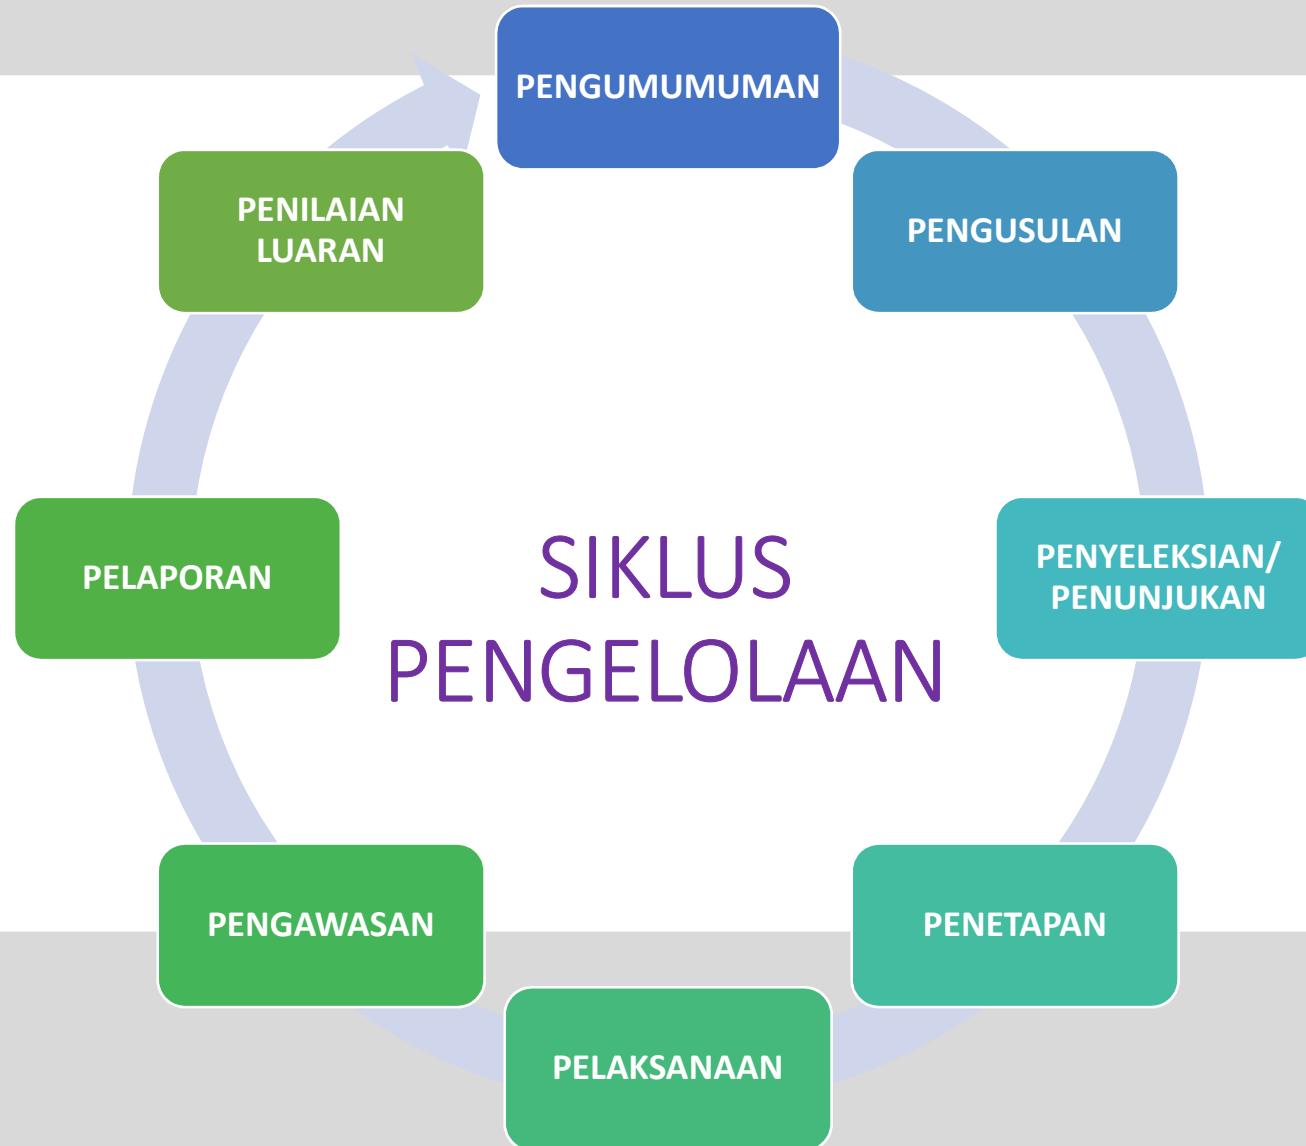 PENGUMUMUMAN
PENGUSULAN
PENYELEKSIAN/
PENUNJUKAN
PENETAPAN
PELAKSANAAN
PENGAWASAN
PELAPORAN
PENILAIAN
LUARAN
SIKLUS
PENGELOLAAN